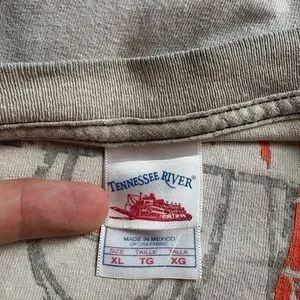 TENNESSEE RIVER®
MADE IN MEXICO
OF USA FABRIC
SIZE TAILLE TALLA
XL TG XG